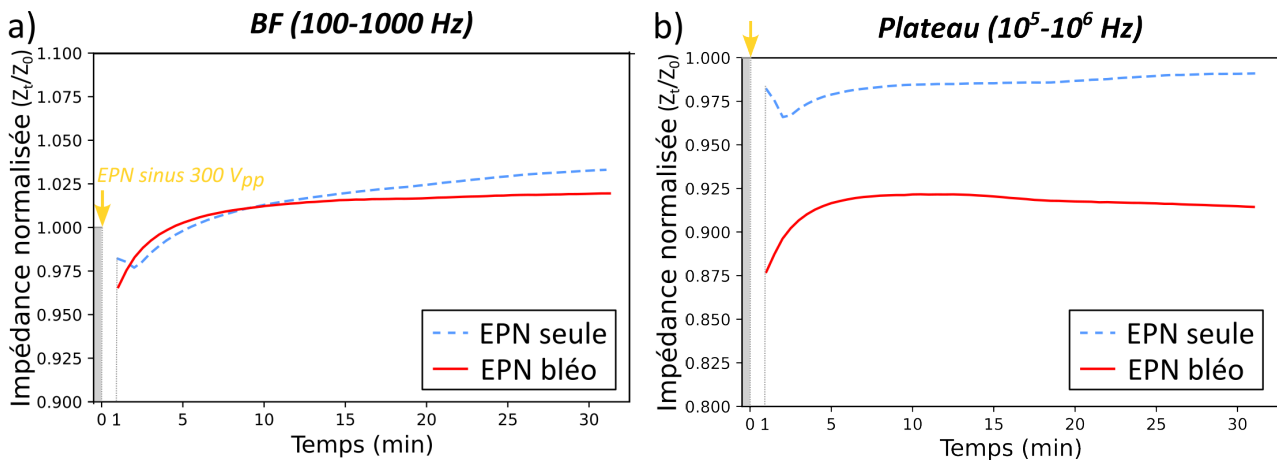 a)
BF (100-1000 Hz)
Impédance normalisée (Zt/Z0)
1.100
1.075
1.050
1.025
1.000
0.975
0.950
0.925
0.900
EPN sinus 300 Vpp
EPN seule
EPN bléo
0 1 5 10 15 20 25 30
Temps (min)
b)
Plateau (10⁵-10⁶ Hz)
Impédance normalisée (Zt/Z0)
1.000
0.975
0.950
0.925
0.900
0.875
0.850
0.825
0.800
EPN seule
EPN bléo
0 1 5 10 15 20 25 30
Temps (min)